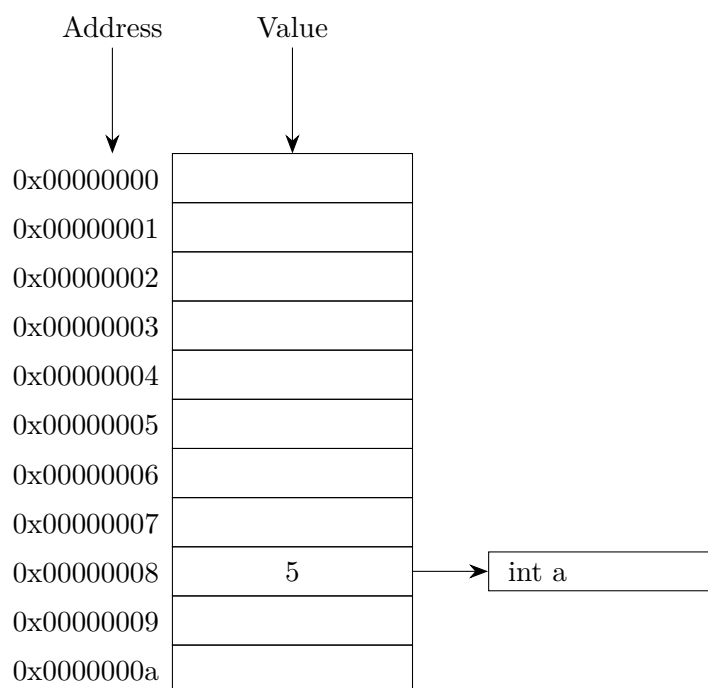 Address Value
0x00000000
0x00000001
0x00000002
0x00000003
0x00000004
0x00000005
0x00000006
0x00000007
0x00000008 5 int a
0x00000009
0x0000000a